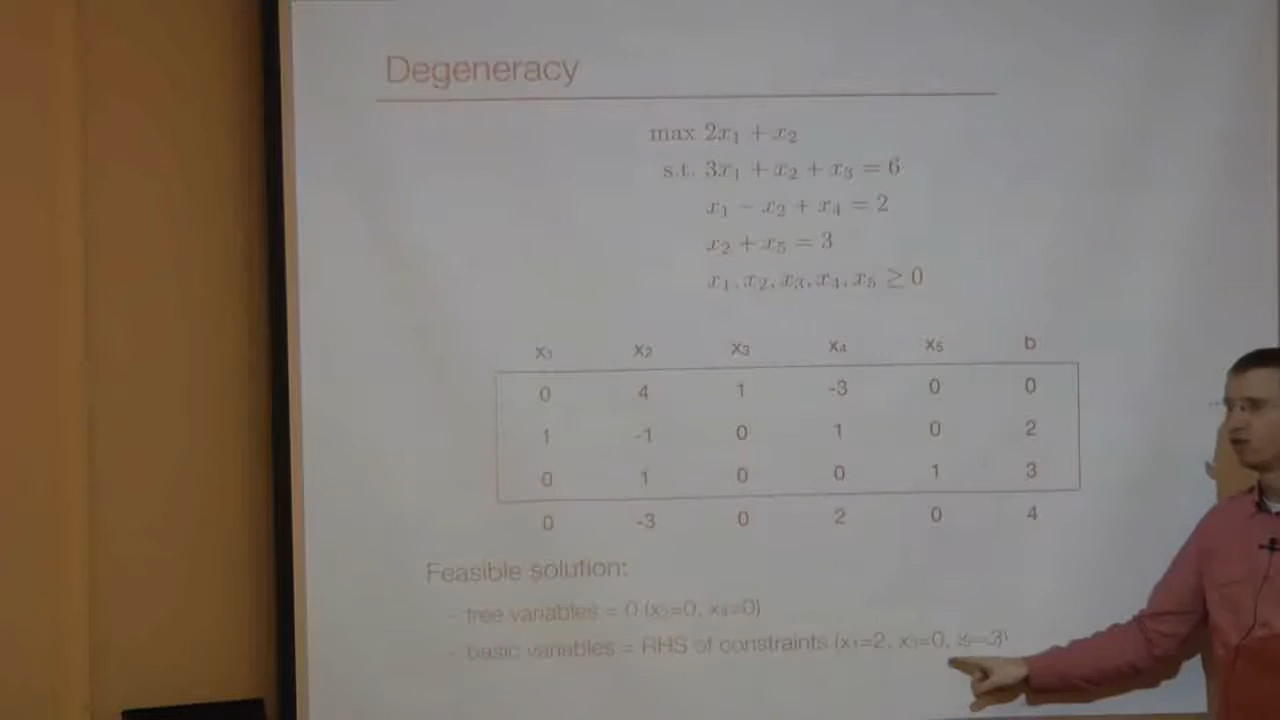 Degeneracy
max 2x₁ + x₂
s.t. 3x₁ + x₂ + x₃ = 6
x₁ − x₂ + x₄ = 2
x₂ + x₅ = 3
x₁, x₂, x₃, x₄, x₅ ≥ 0
x₁ x₂ x₃ x₄ x₅ b
0 4 1 -3 0 0
1 -1 0 1 0 2
0 1 0 0 1 3
0 -3 0 2 0 4
Feasible solution:
- free variables = 0 (x₂=0, x₄=0)
- basic variables = RHS of constraints (x₁=2, x₃=0, x₅=3)